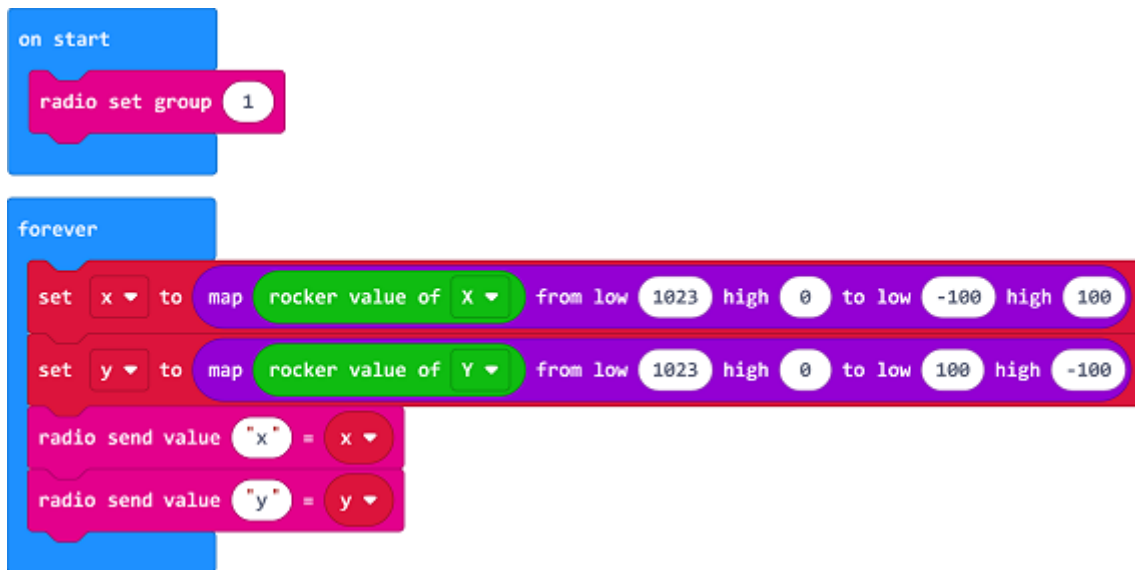 on start
radio set group 1
forever
set x to map rocker value of X from low 1023 high 0 to low -100 high 100
set y to map rocker value of Y from low 1023 high 0 to low 100 high -100
radio send value "x" = x
radio send value "y" = y